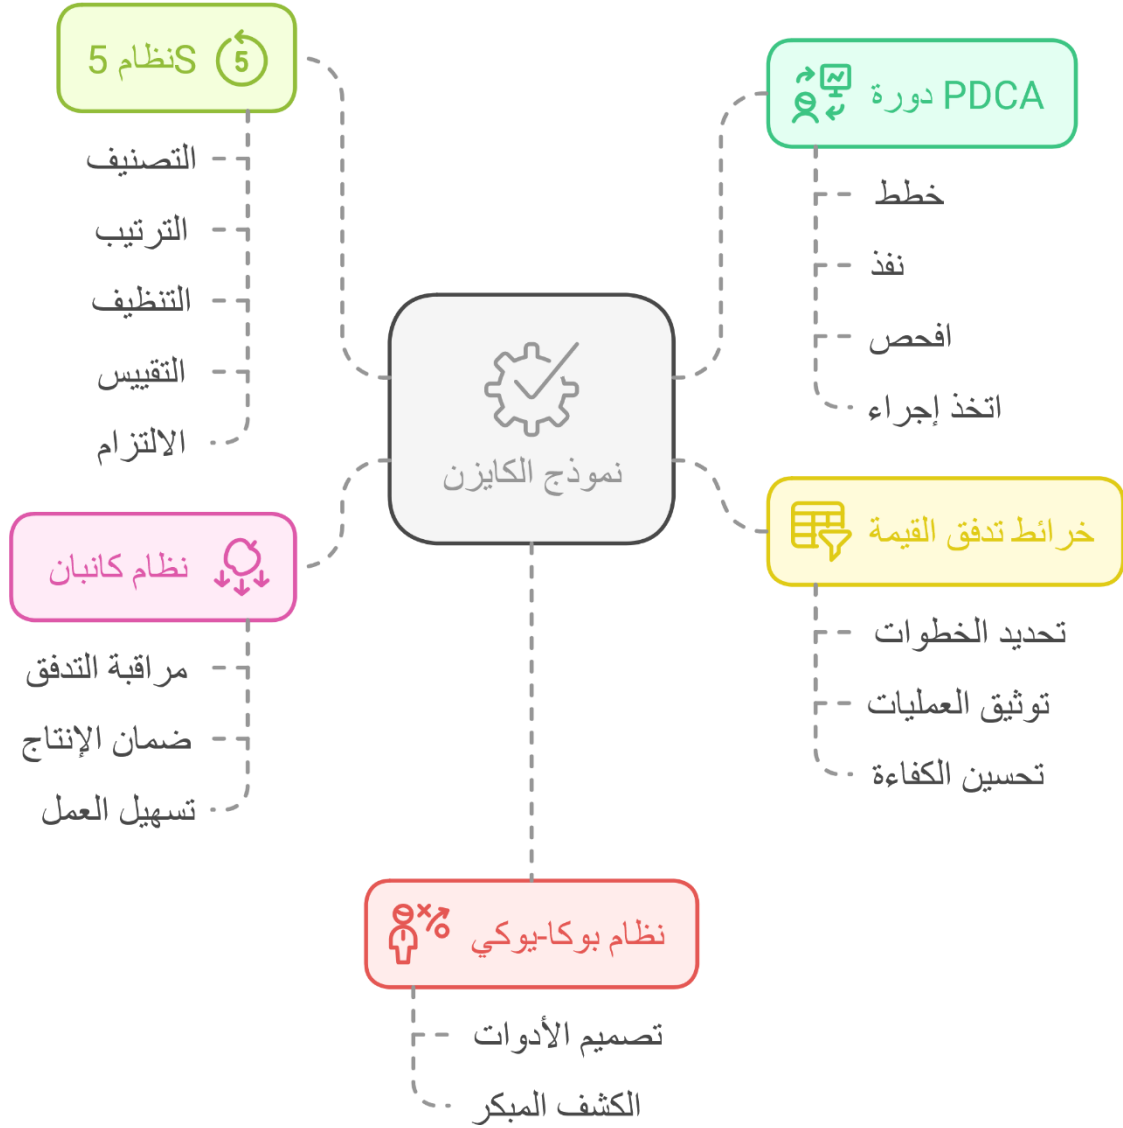 دورة PDCA
خطط
نفذ
افحص
اتخذ إجراء
نظام 5S
5
التصنيف
الترتيب
التنظيف
التقييس
الالتزام
نموذج الكايزن
خرائط تدفق القيمة
تحديد الخطوات
توثيق العمليات
تحسين الكفاءة
نظام كانبان
مراقبة التدفق
ضمان الإنتاج
تسهيل العمل
نظام بوكا-يوكي
تصميم الأدوات
الكشف المبكر